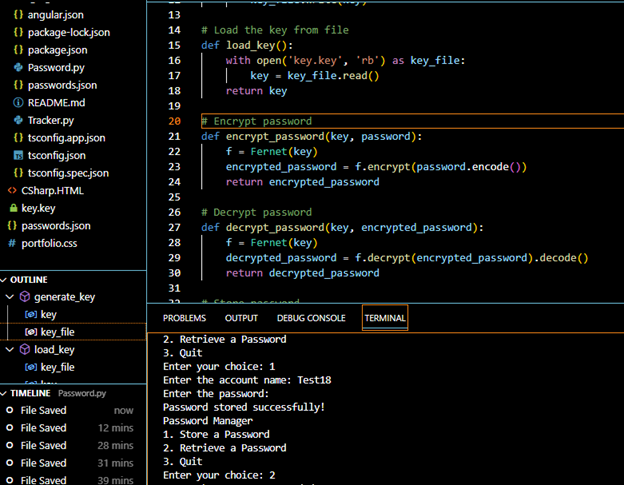 angular.json
package-lock.json
package.json
Password.py
passwords.json
README.md
Tracker.py
tsconfig.app.json
tsconfig.json
tsconfig.spec.json
CSharp.HTML
key.key
passwords.json
portfolio.css
OUTLINE
generate_key
key
key_file
load_key
key_file
TIMELINE Password.py
File Saved now
File Saved 12 mins
File Saved 28 mins
File Saved 31 mins
File Saved 39 mins
13
14 # Load the key from file
15 def load_key():
16     with open('key.key', 'rb') as key_file:
17         key = key_file.read()
18     return key
19
20 # Encrypt password
21 def encrypt_password(key, password):
22     f = Fernet(key)
23     encrypted_password = f.encrypt(password.encode())
24     return encrypted_password
25
26 # Decrypt password
27 def decrypt_password(key, encrypted_password):
28     f = Fernet(key)
29     decrypted_password = f.decrypt(encrypted_password).decode()
30     return decrypted_password
31
PROBLEMS OUTPUT DEBUG CONSOLE TERMINAL
2. Retrieve a Password
3. Quit
Enter your choice: 1
Enter the account name: Test18
Enter the password:
Password stored successfully!
Password Manager
1. Store a Password
2. Retrieve a Password
3. Quit
Enter your choice: 2